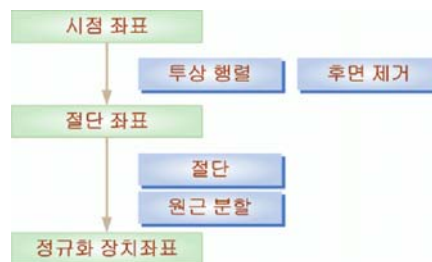 시점 좌표
투상 행렬 후면 제거
절단 좌표
절단
원근 분할
정규화 장치좌표